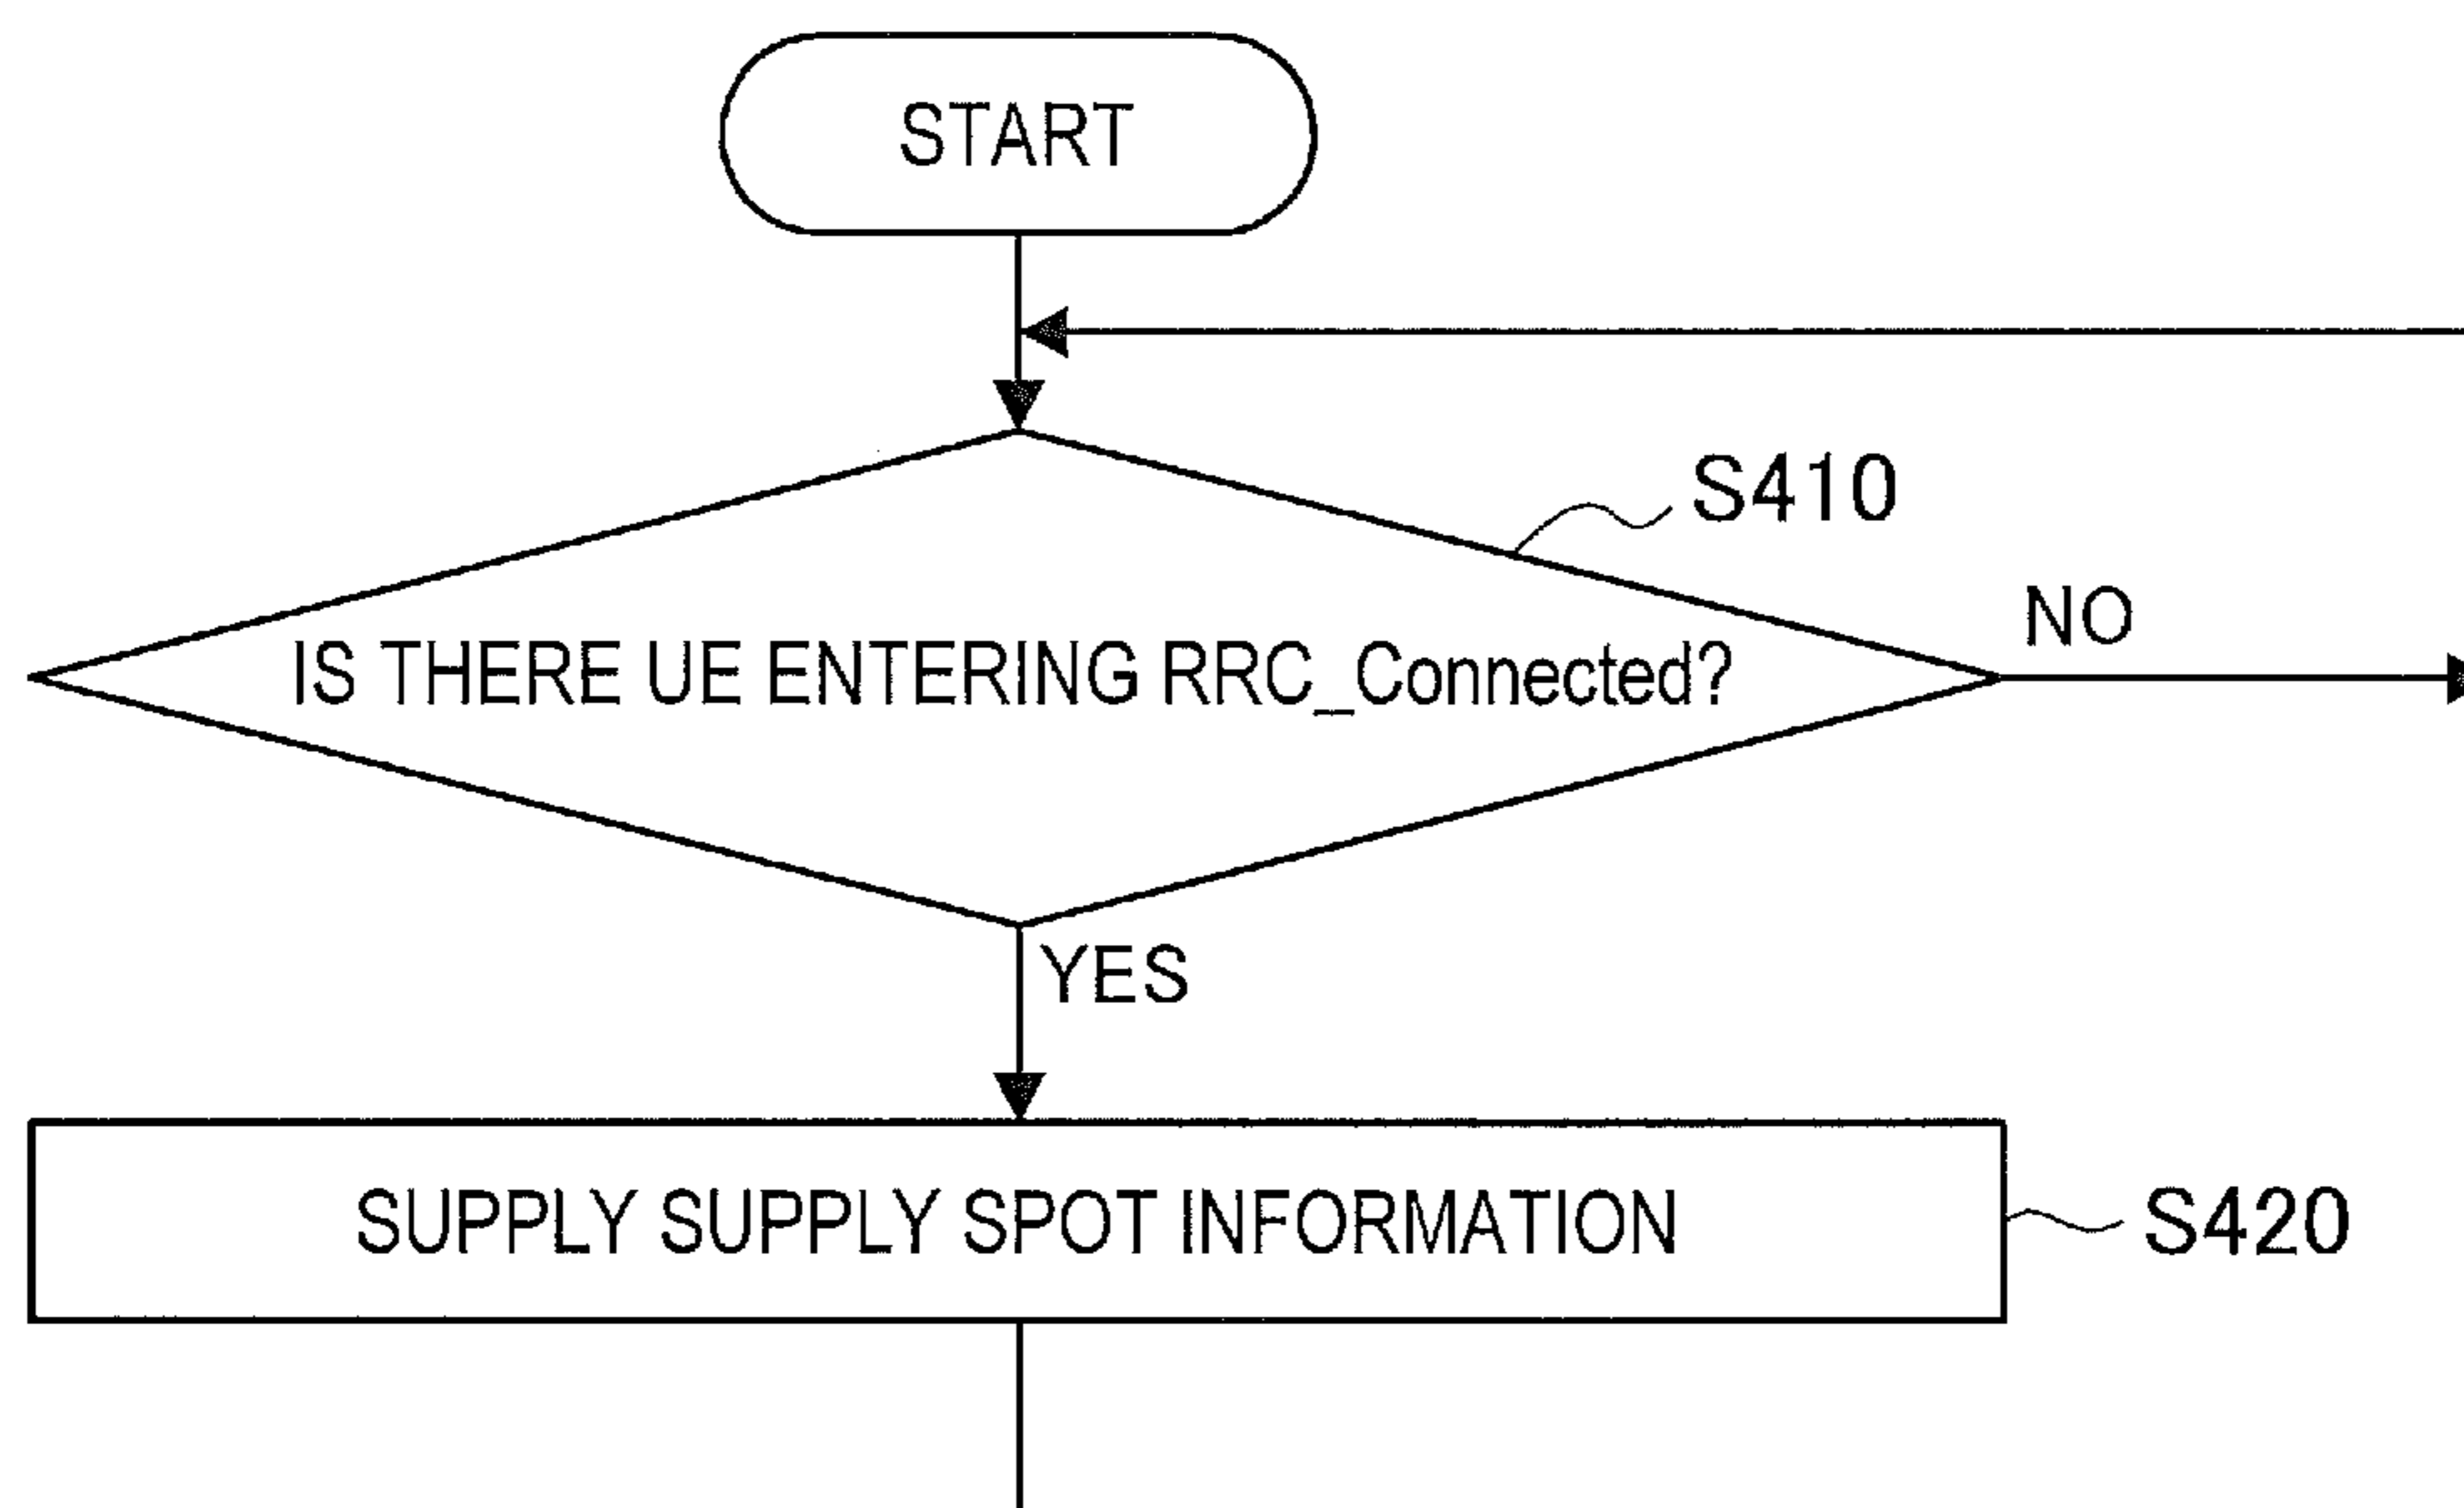 START
S410
NO
IS THERE UE ENTERING RRC_Connected?
YES
SUPPLY SUPPLY SPOT INFORMATION
S420